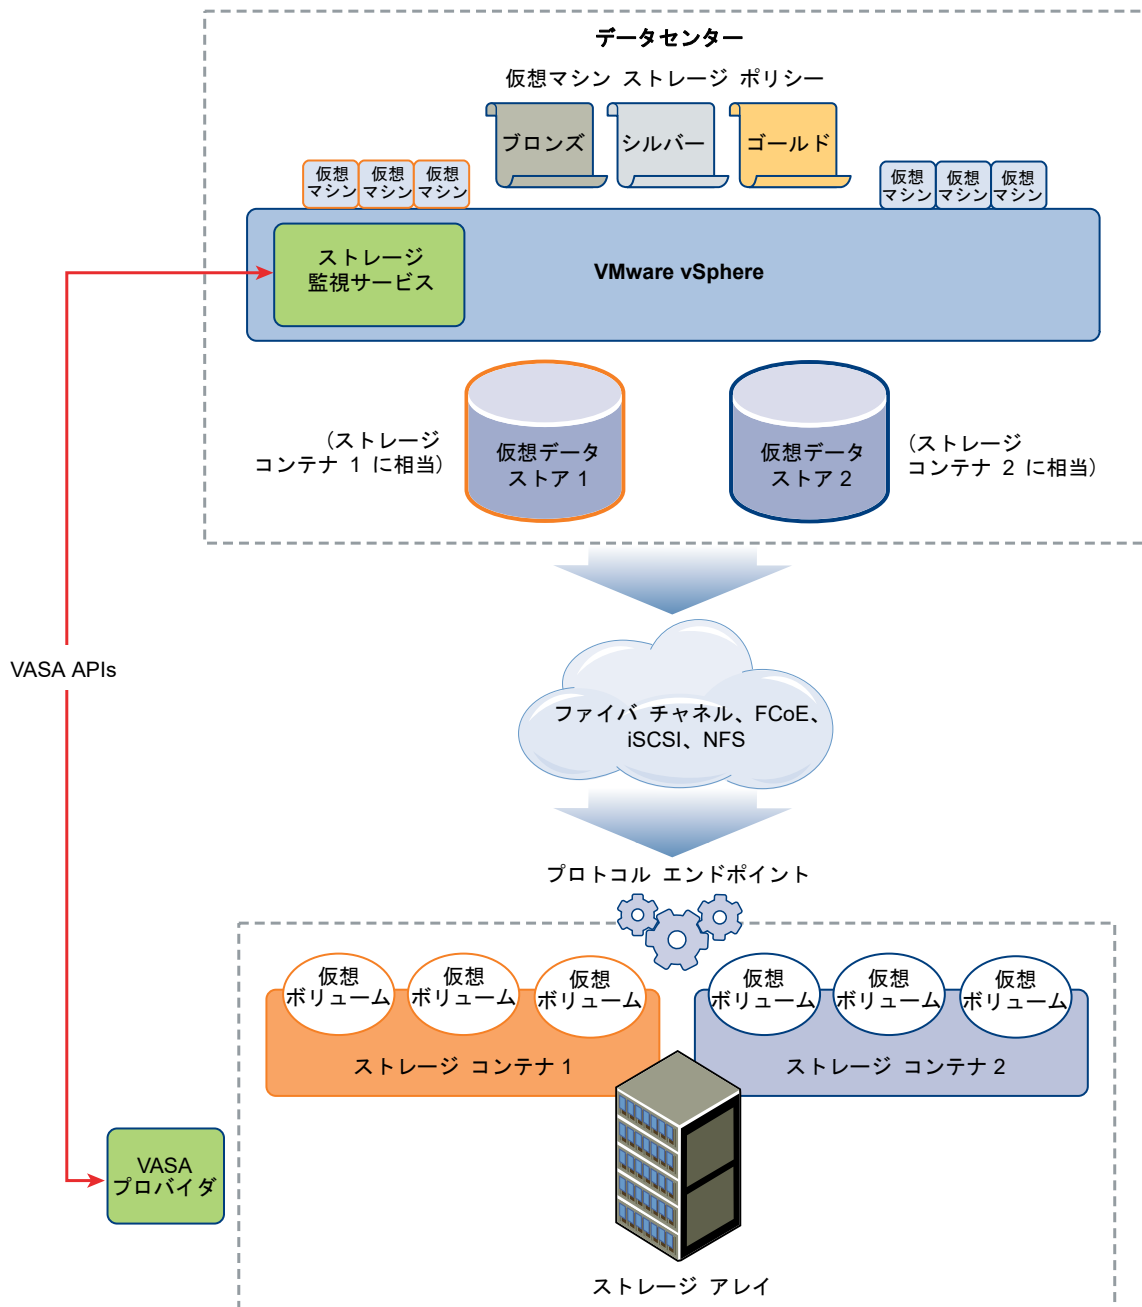 データセンター
仮想マシン ストレージ ポリシー
ブロンズ
シルバー
ゴールド
仮想
マシン
仮想
マシン
仮想
マシン
仮想
マシン
仮想
マシン
仮想
マシン
ストレージ
監視サービス
VMware vSphere
(ストレージ
コンテナ 1 に相当)
仮想データ
ストア 1
仮想データ
ストア 2
(ストレージ
コンテナ 2 に相当)
VASA APIs
ファイバ チャネル、FCoE、
iSCSI、NFS
プロトコル エンドポイント
仮想
ボリューム
仮想
ボリューム
仮想
ボリューム
仮想
ボリューム
仮想
ボリューム
仮想
ボリューム
ストレージ コンテナ 1
ストレージ コンテナ 2
VASA
プロバイダ
ストレージ アレイ